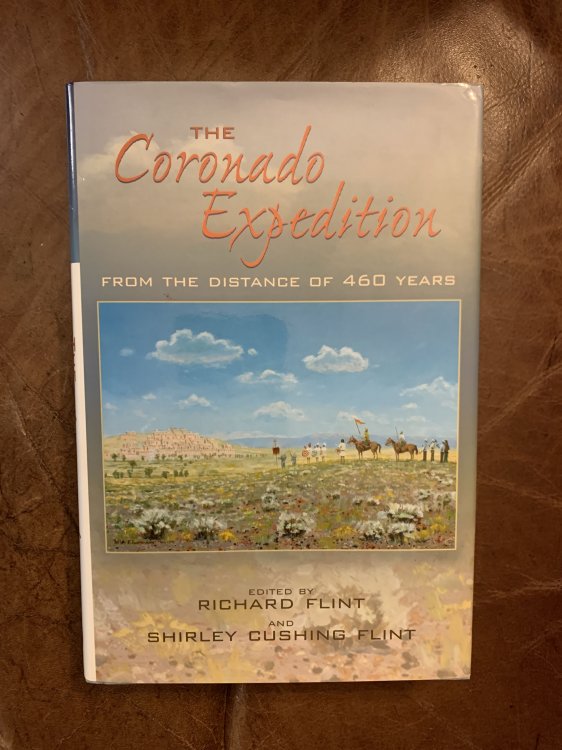 THE
Coronado
Expedition
FROM THE DISTANCE OF 460 YEARS
EDITED BY
RICHARD FLINT
AND
SHIRLEY CUSHING FLINT